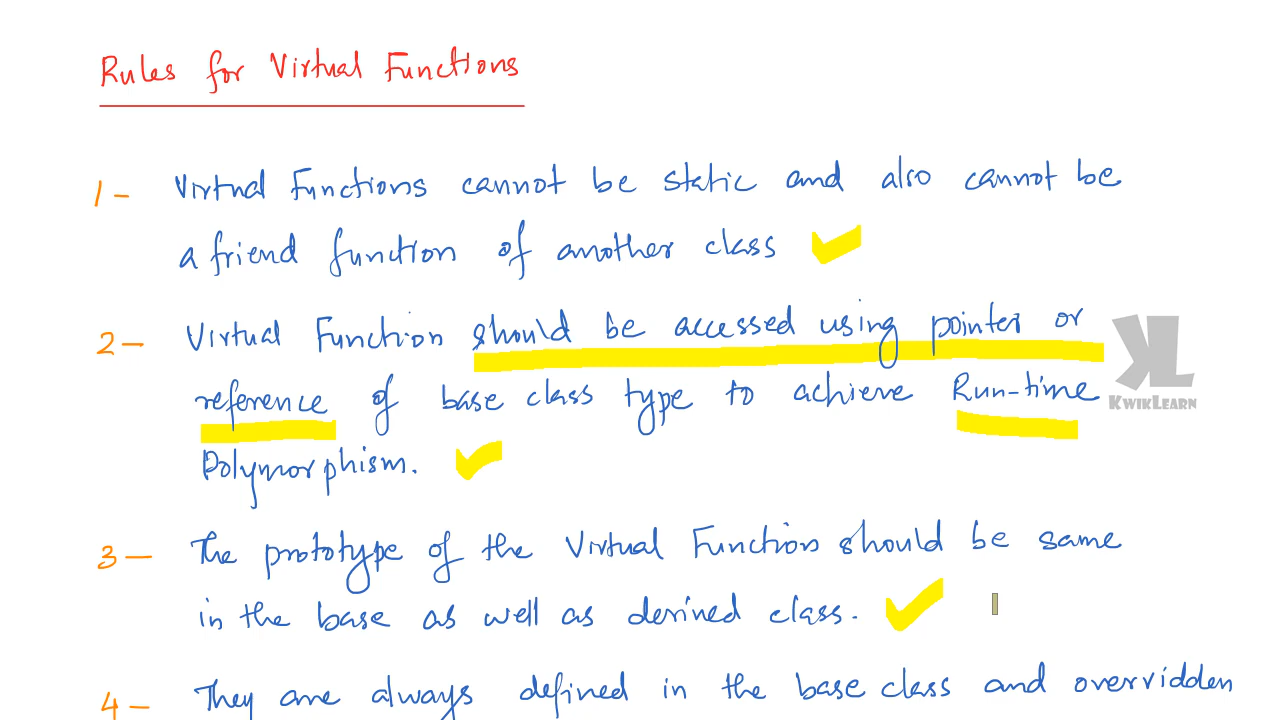 Rules for Virtual Functions
1- Virtual Functions cannot be static and also cannot be
a friend function of another class
2- Virtual Function should be accessed using pointer or
reference of base class type to achieve Run-time
Polymorphism.
KL
KWIKLEARN
3- The prototype of the Virtual Function should be same
in the base as well as derived class.
4- They are always defined in the base class and overridden